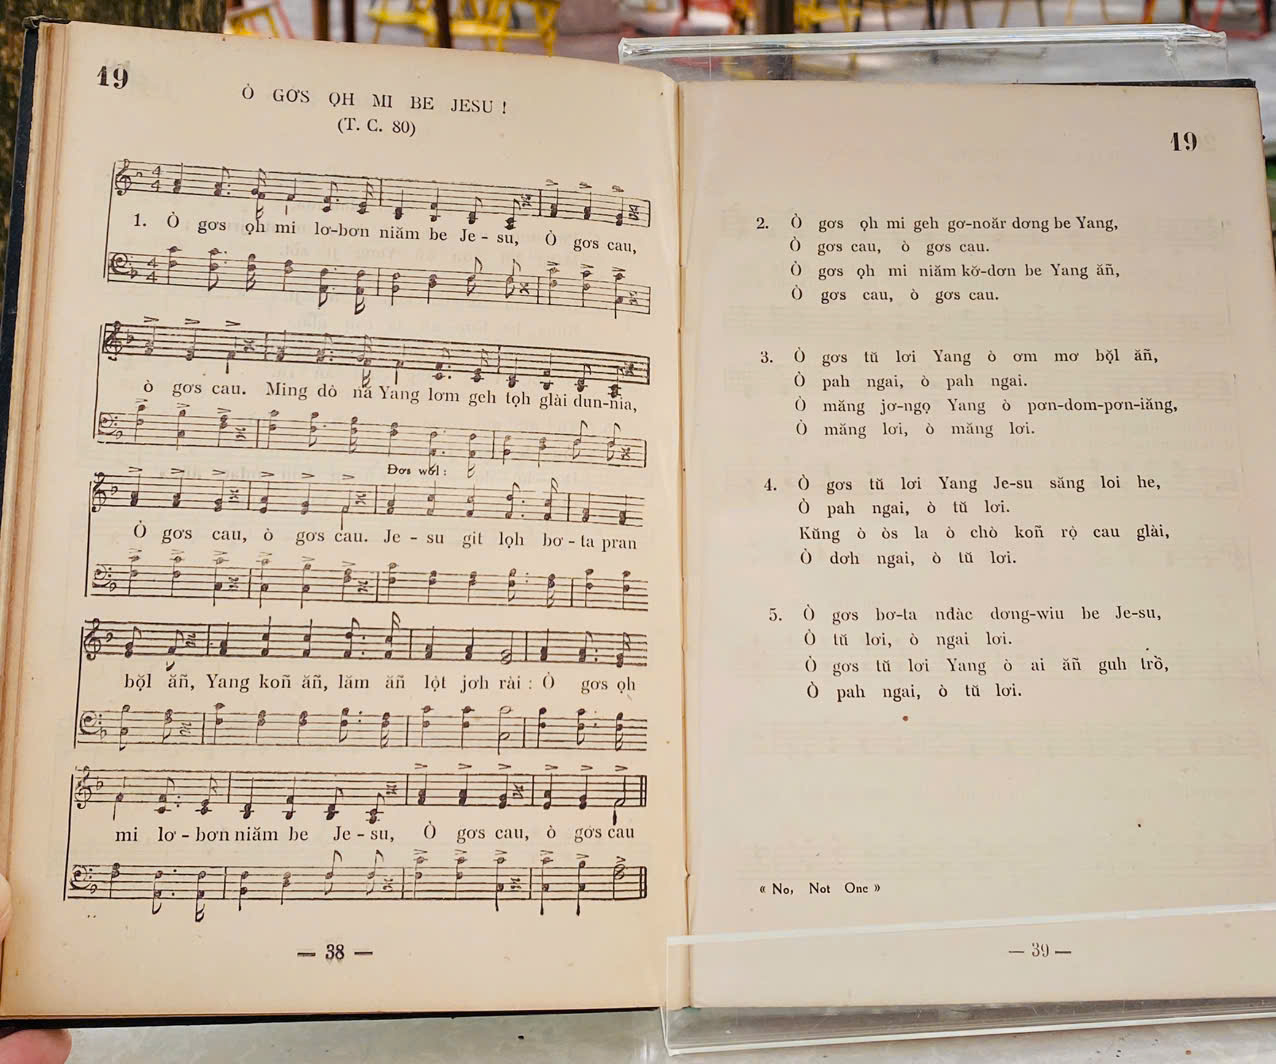 19
Ò GƠS ỌH MI BE JESU !
(T. C. 80)
1. Ò gơs ọh mi lơ-bơn niăm be Je - su, Ò gơs cau,
ò gơs cau. Ming dò nă Yang lơm geh tọh glài dun-nia,
Đơs wơl :
Ò gơs cau, ò gơs cau. Je - su git lọh bơ - ta pran
bộl ăñ, Yang koñ ăñ, lăm ăñ lọt jơh rài : Ò gơs ọh
mi lơ - bơn niăm be Je - su, Ò gơs cau, ò gơs cau
— 38 —
19
2. Ò gơs ọh mi geh gơ-noăr dơng be Yang,
Ò gơs cau, ò gơs cau.
Ò gơs ọh mi niăm kơ̆-dơn be Yang ăñ,
Ò gơs cau, ò gơs cau.
3. Ò gơs tŭ lơi Yang ò ơm mơ bộl ăñ,
Ò pah ngai, ò pah ngai.
Ò măng jơ-ngọ Yang ò pơn-dom-pơn-iăng,
Ò măng lơi, ò măng lơi.
4. Ò gơs tŭ lơi Yang Je-su săng loi he,
Ò pah ngai, ò tŭ lơi.
Kŭng ò òs la ò chò koñ rọ cau glài,
Ò dơh ngai, ò tŭ lơi.
5. Ò gơs bơ-ta ndàc dơng-wiu be Je-su,
Ò tŭ lơi, ò ngai lơi.
Ò gơs tŭ lơi Yang ò ai ăñ guh trồ,
Ò pah ngai, ò tŭ lơi.
« No, Not One »
— 39 —